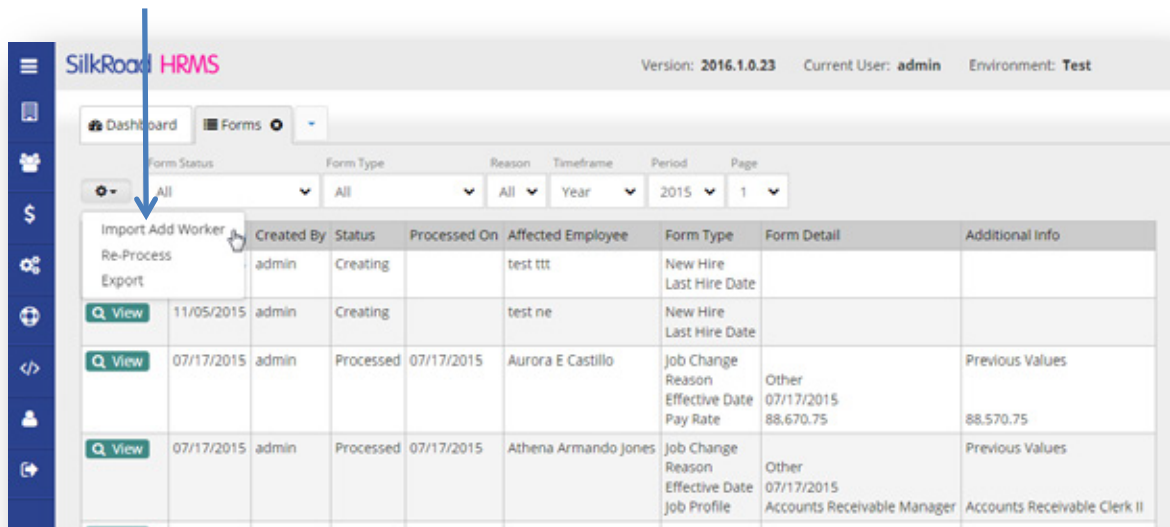 SilkRoad HRMS
Version: 2016.1.0.23 Current User: admin Environment: Test
Dashboard Forms
Form Status Form Type Reason Timeframe Period Page
All All All Year 2015 1
Import Add Worker
Re-Process
Export
Created By Status Processed On Affected Employee Form Type Form Detail Additional Info
admin Creating test ttt New Hire
Last Hire Date
View 11/05/2015 admin Creating test ne New Hire
Last Hire Date
View 07/17/2015 admin Processed 07/17/2015 Aurora E Castillo Job Change Previous Values
Reason Other
Effective Date 07/17/2015
Pay Rate 88,670.75 88,570.75
View 07/17/2015 admin Processed 07/17/2015 Athena Armando Jones Job Change Previous Values
Reason Other
Effective Date 07/17/2015
Job Profile Accounts Receivable Manager Accounts Receivable Clerk II